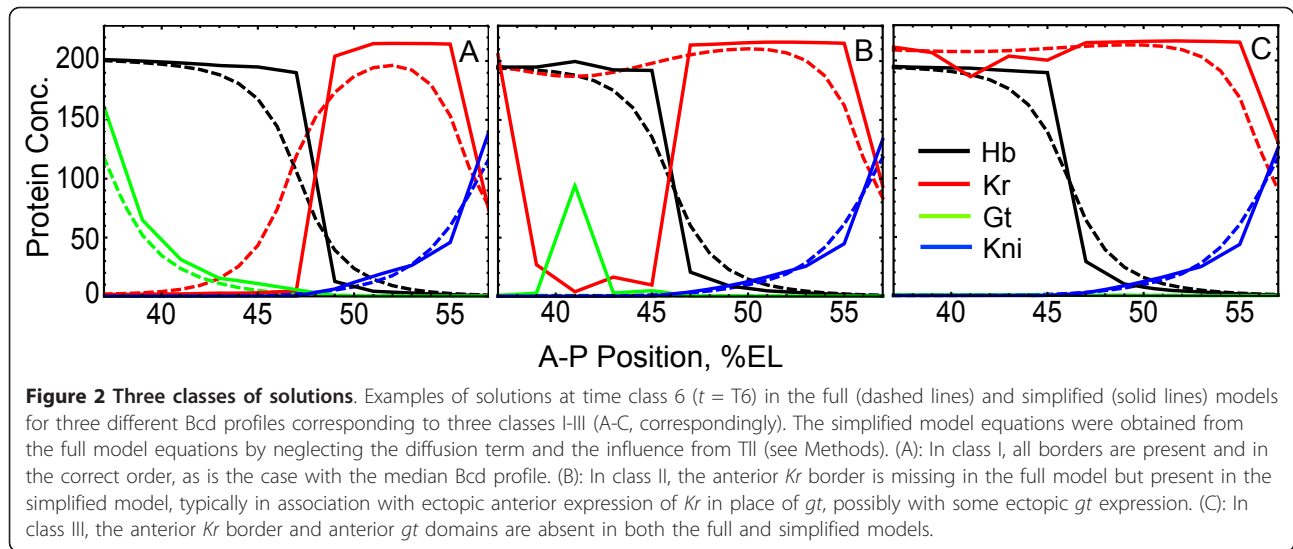 A
B
C
200
150
100
50
0
Protein Conc.
Hb
Kr
Gt
Kni
40 45 50 55 40 45 50 55 40 45 50 55
A-P Position, %EL
Figure 2 Three classes of solutions. Examples of solutions at time class 6 (t = T6) in the full (dashed lines) and simplified (solid lines) models
for three different Bcd profiles corresponding to three classes I-III (A-C, correspondingly). The simplified model equations were obtained from
the full model equations by neglecting the diffusion term and the influence from Tll (see Methods). (A): In class I, all borders are present and in
the correct order, as is the case with the median Bcd profile. (B): In class II, the anterior Kr border is missing in the full model but present in the
simplified model, typically in association with ectopic anterior expression of Kr in place of gt, possibly with some ectopic gt expression. (C): In
class III, the anterior Kr border and anterior gt domains are absent in both the full and simplified models.